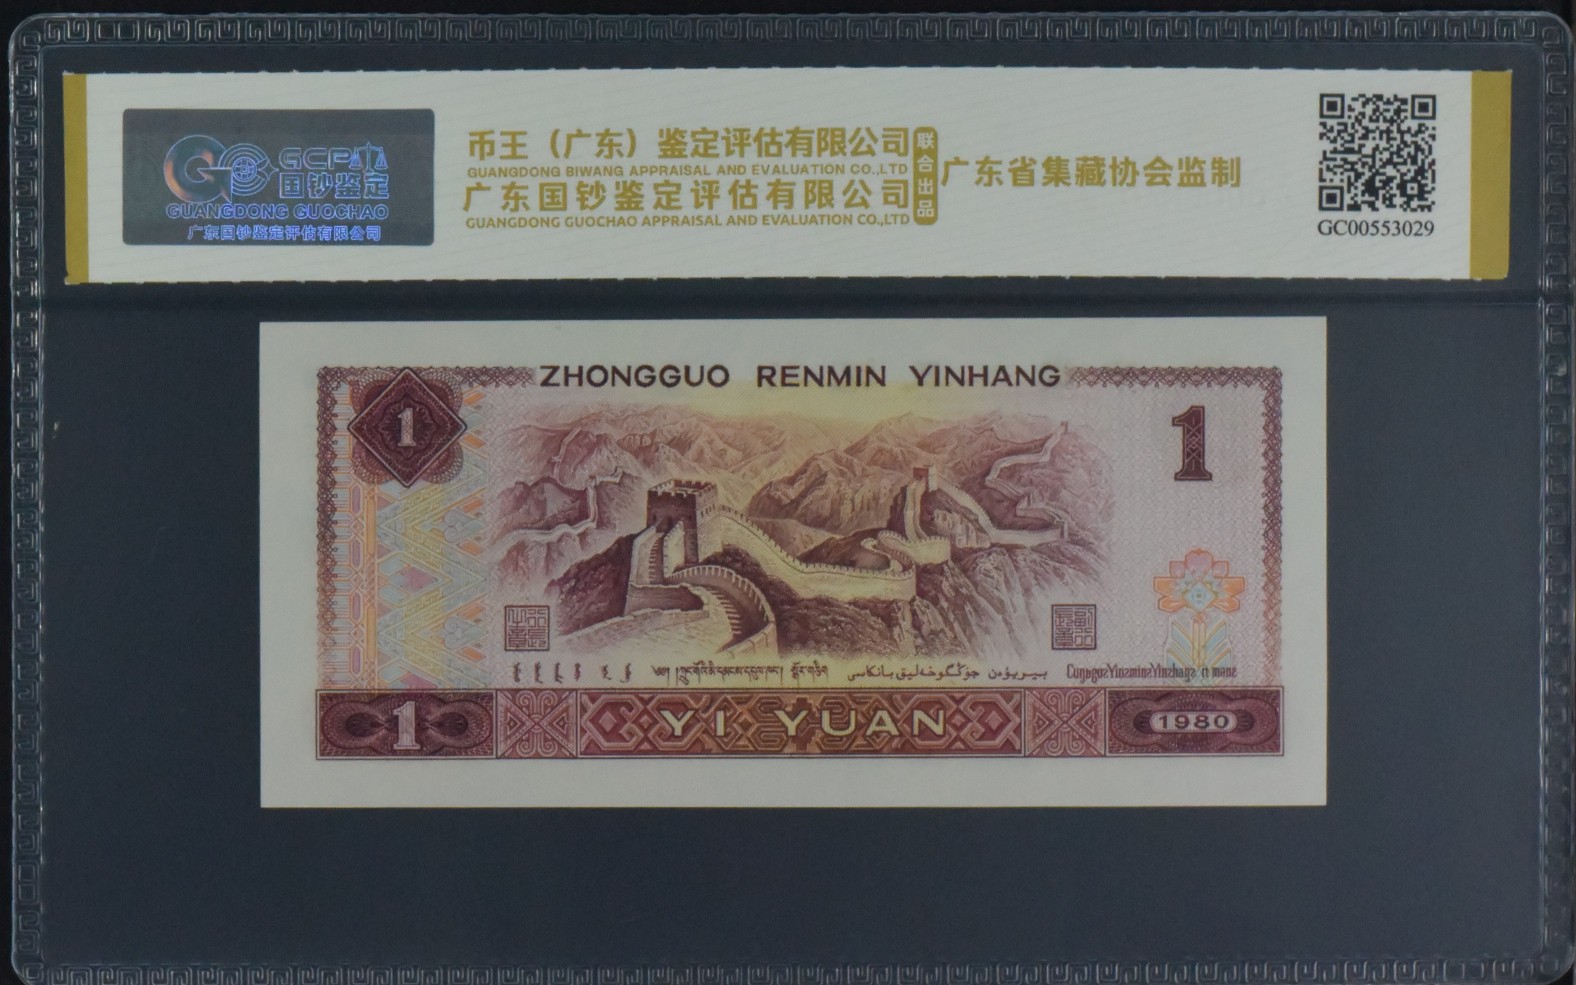 GCP
国钞鉴定
GUANGDONG GUOCHAO
广东国钞鉴定评估有限公司
币王（广东）鉴定评估有限公司
GUANGDONG BIWANG APPRAISAL AND EVALUATION CO.,LTD
广东国钞鉴定评估有限公司
GUANGDONG GUOCHAO APPRAISAL AND EVALUATION CO.,LTD
联合出品
广东省集藏协会监制
GC00553029
ZHONGGUO RENMIN YINHANG
1
1
1
YI YUAN
1980